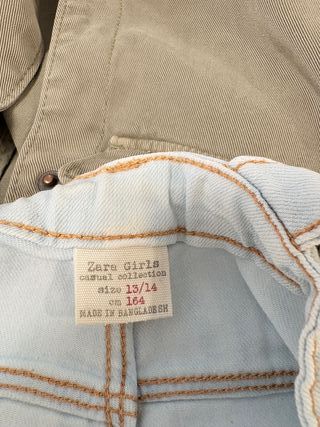 Zara Girls
casual collection
size 13/14
cm 164
MADE IN BANGLADESH